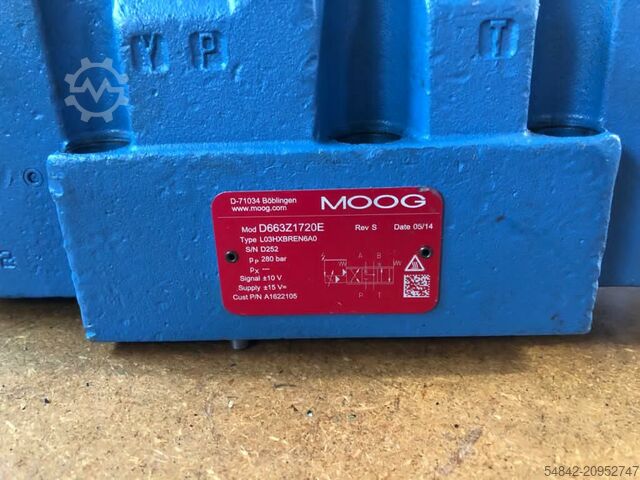 Y P T
D-71034 Böblingen
www.moog.com
MOOG
Mod D663Z1720E Rev S Date 05/14
Type L03HXBREN6A0
S/N D252
pP 280 bar
pX ---
Signal ±10 V
Supply ±15 V=
Cust P/N A1622105
A B
P T
54842-20952747